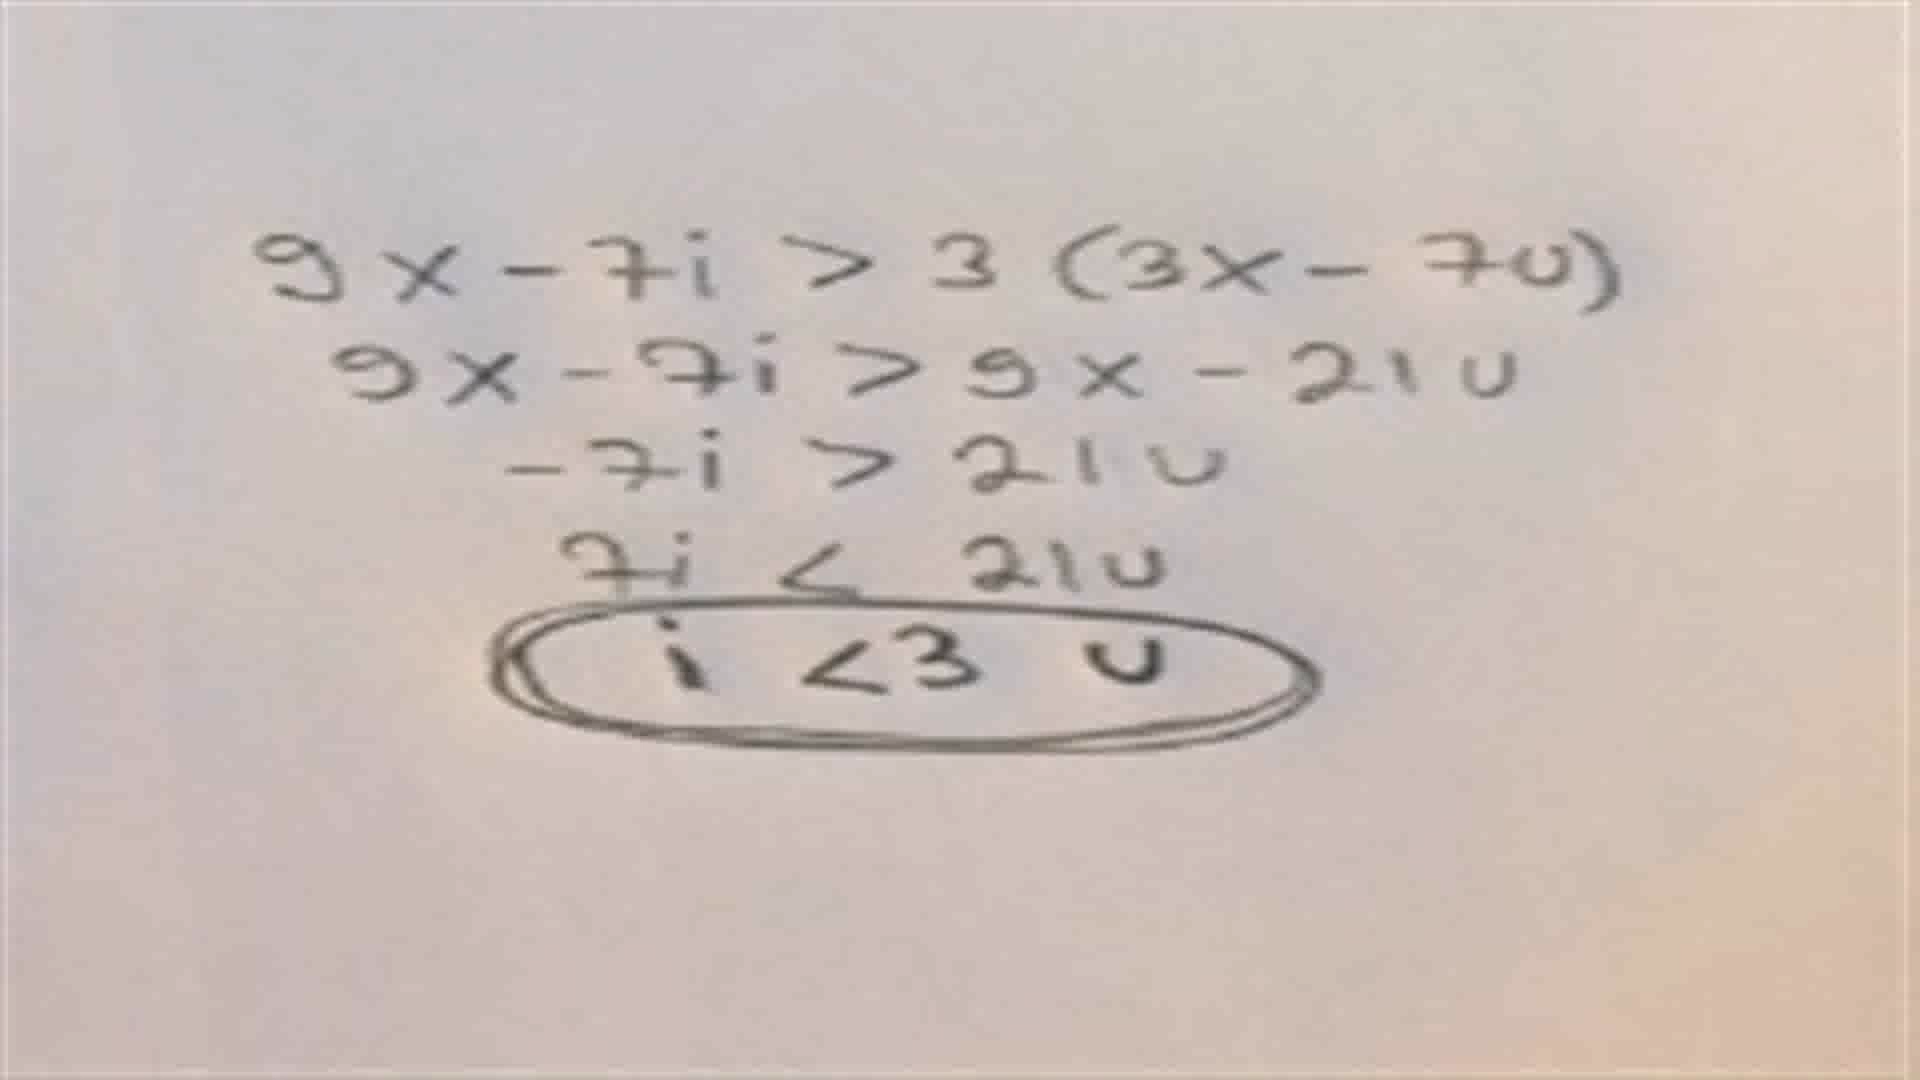 9x - 7i > 3 (3x - 7u)
9x - 7i > 9x - 21u
-7i > 21u
7i < 21u
i <3 u